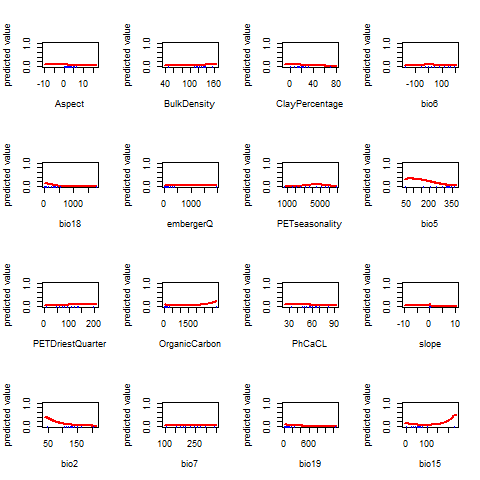 predicted value 0.0 1.0 -10 0 10 Aspect
predicted value 0.0 1.0 40 100 160 BulkDensity
predicted value 0.0 1.0 0 40 80 ClayPercentage
predicted value 0.0 1.0 -100 100 bio6
predicted value 0.0 1.0 0 1000 bio18
predicted value 0.0 1.0 0 1000 embergerQ
predicted value 0.0 1.0 1000 5000 PETseasonality
predicted value 0.0 1.0 50 200 350 bio5
predicted value 0.0 1.0 0 100 200 PETDriestQuarter
predicted value 0.0 1.0 0 1500 OrganicCarbon
predicted value 0.0 1.0 30 60 90 PhCaCL
predicted value 0.0 1.0 -10 0 10 slope
predicted value 0.0 1.0 50 150 bio2
predicted value 0.0 1.0 100 250 bio7
predicted value 0.0 1.0 0 600 bio19
predicted value 0.0 1.0 0 100 bio15